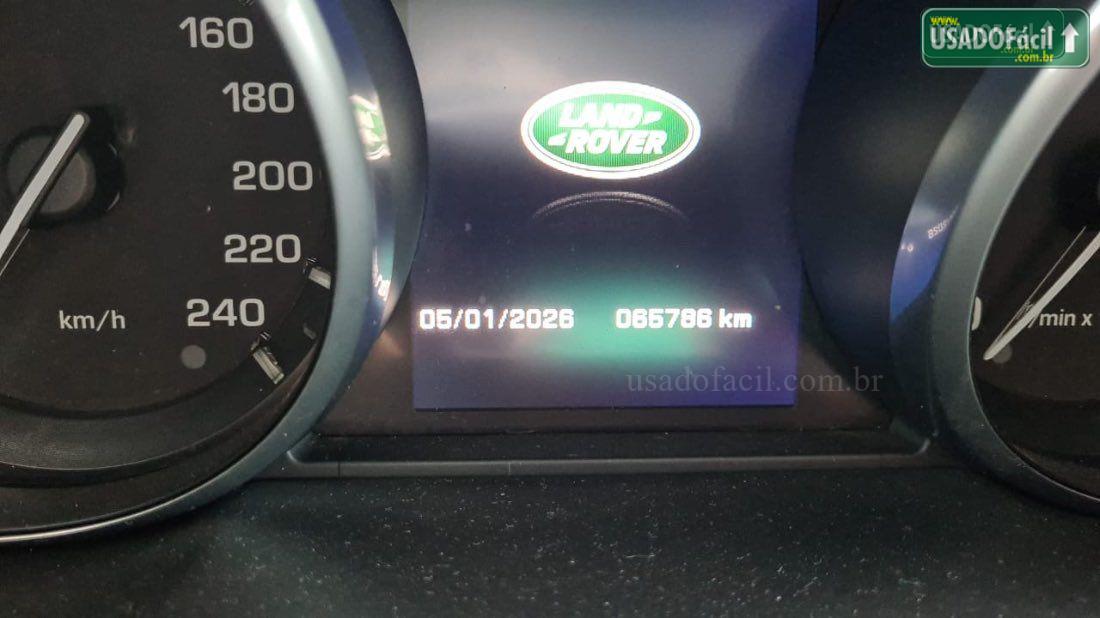 www.
USADOFácil
.com.br
160
180
200
220
240
km/h
LAND
ROVER
05/01/2026 065786 km
min x
usadofacil.com.br